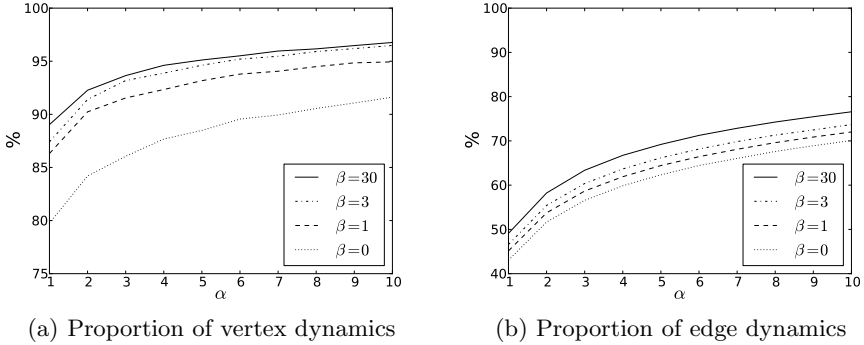 100
95
90
85
80
75
%
1 2 3 4 5 6 7 8 9 10
α
β=30
β=3
β=1
β=0
(a) Proportion of vertex dynamics
100
90
80
70
60
50
40
%
1 2 3 4 5 6 7 8 9 10
α
β=30
β=3
β=1
β=0
(b) Proportion of edge dynamics